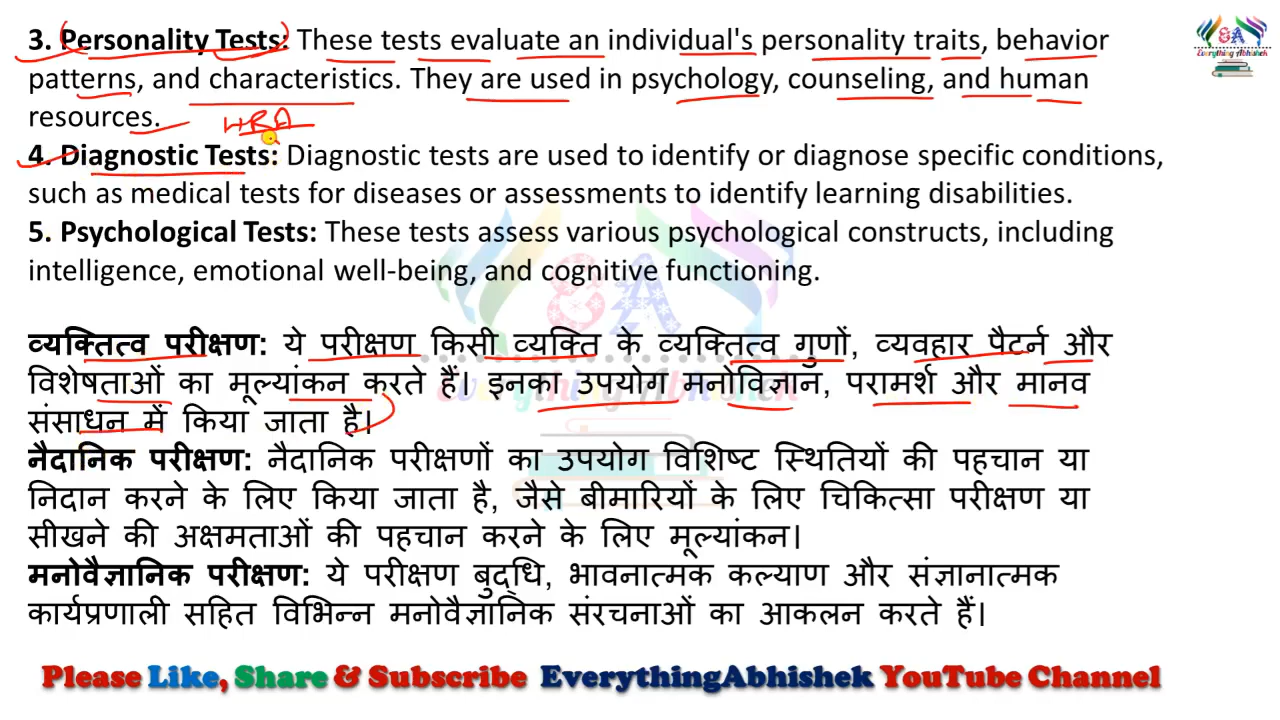 3. Personality Tests: These tests evaluate an individual's personality traits, behavior
patterns, and characteristics. They are used in psychology, counseling, and human
resources.
HRA
4. Diagnostic Tests: Diagnostic tests are used to identify or diagnose specific conditions,
such as medical tests for diseases or assessments to identify learning disabilities.
5. Psychological Tests: These tests assess various psychological constructs, including
intelligence, emotional well-being, and cognitive functioning.
व्यक्तित्व परीक्षण: ये परीक्षण किसी व्यक्ति के व्यक्तित्व गुणों, व्यवहार पैटर्न और
विशेषताओं का मूल्यांकन करते हैं। इनका उपयोग मनोविज्ञान, परामर्श और मानव
संसाधन में किया जाता है।
नैदानिक परीक्षण: नैदानिक परीक्षणों का उपयोग विशिष्ट स्थितियों की पहचान या
निदान करने के लिए किया जाता है, जैसे बीमारियों के लिए चिकित्सा परीक्षण या
सीखने की अक्षमताओं की पहचान करने के लिए मूल्यांकन।
मनोवैज्ञानिक परीक्षण: ये परीक्षण बुद्धि, भावनात्मक कल्याण और संज्ञानात्मक
कार्यप्रणाली सहित विभिन्न मनोवैज्ञानिक संरचनाओं का आकलन करते हैं।
Please Like, Share & Subscribe EverythingAbhishek YouTube Channel
&A
Everything Abhishek
&A
Everything Abhishek